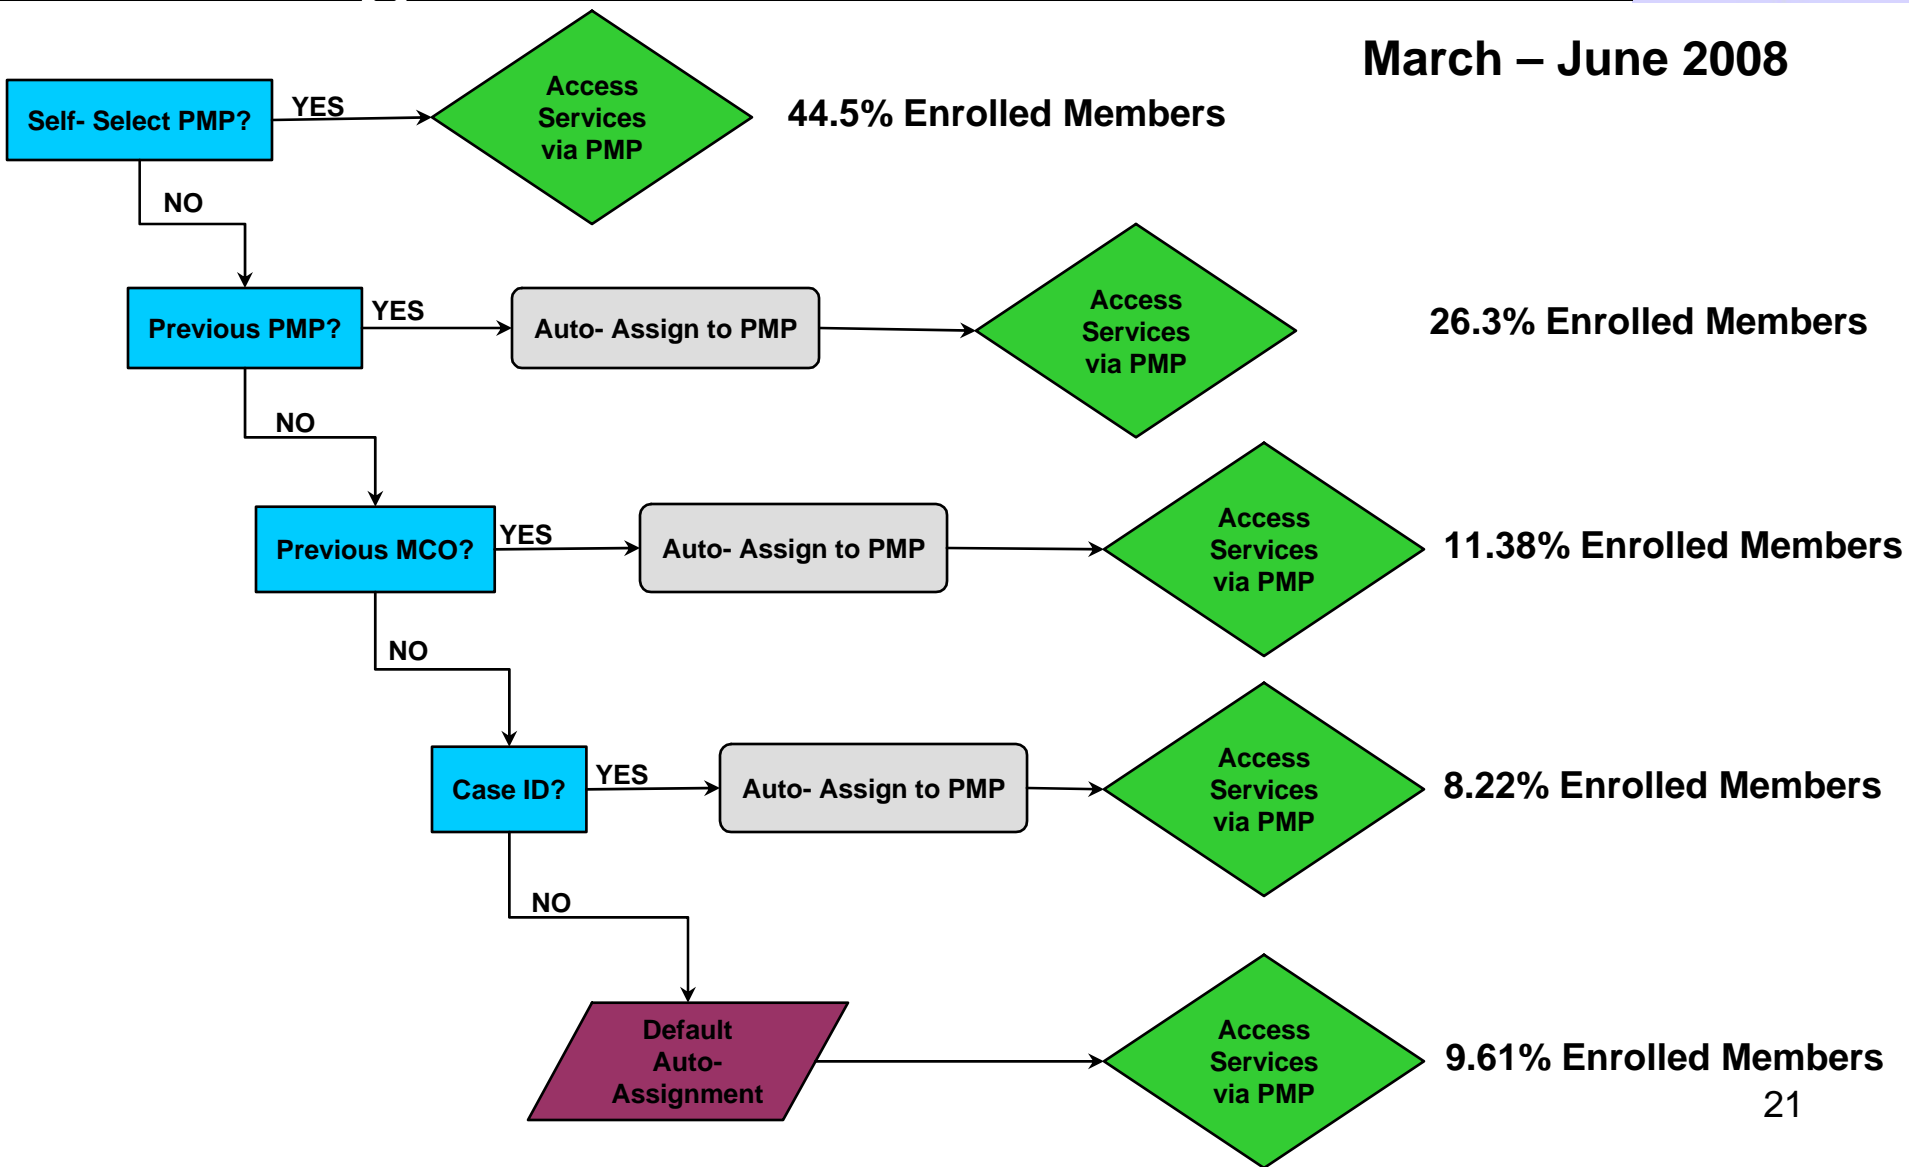 March – June 2008
Self- Select PMP?
YES
Access
Services
via PMP
44.5% Enrolled Members
NO
Previous PMP?
YES
Auto- Assign to PMP
Access
Services
via PMP
26.3% Enrolled Members
NO
Previous MCO?
YES
Auto- Assign to PMP
Access
Services
via PMP
11.38% Enrolled Members
NO
Case ID?
YES
Auto- Assign to PMP
Access
Services
via PMP
8.22% Enrolled Members
NO
Default
Auto-
Assignment
Access
Services
via PMP
9.61% Enrolled Members
21